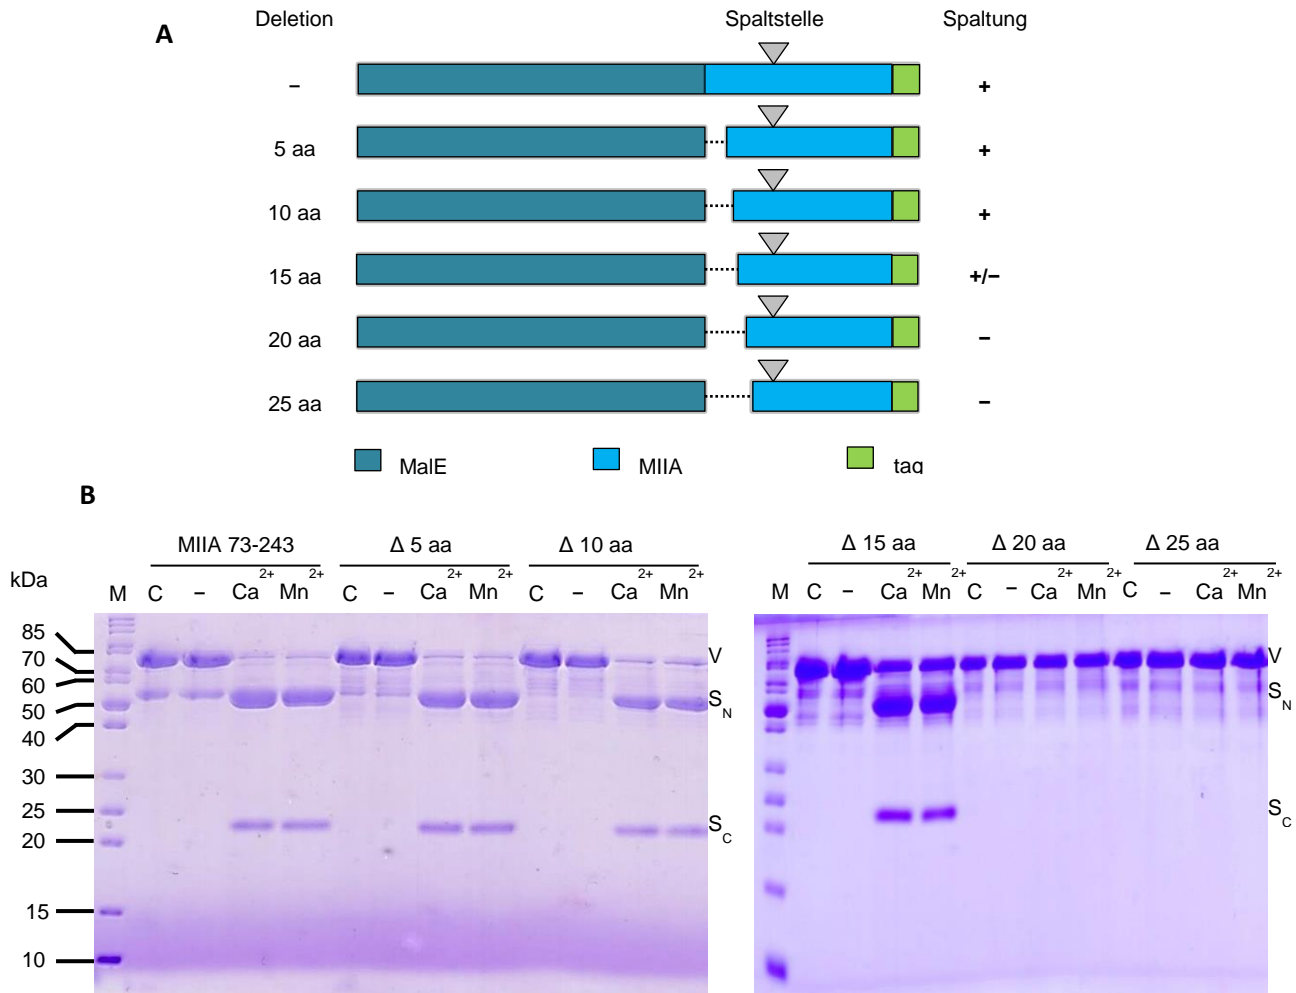 A
Deletion Spaltstelle Spaltung
– +
5 aa +
10 aa +
15 aa +/–
20 aa –
25 aa –
MalE MIIA tag
B
MIIA 73-243 Δ 5 aa Δ 10 aa
kDa M C – Ca2+ Mn2+ C – Ca2+ Mn2+ C – Ca2+ Mn2+
85
70
60
50
40
30
25
20
15
10
V
SN
SC
Δ 15 aa Δ 20 aa Δ 25 aa
M C – Ca2+ Mn2+ C – Ca2+ Mn2+ C – Ca2+ Mn2+
V
SN
SC